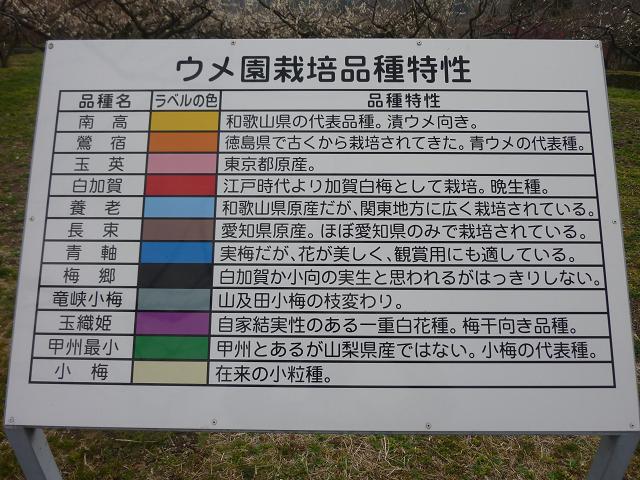 ウメ園栽培品種特性
品種名 ラベルの色 品種特性
南高 和歌山県の代表品種。漬ウメ向き。
鶯宿 徳島県で古くから栽培されてきた。青ウメの代表種。
玉英 東京都原産。
白加賀 江戸時代より加賀白梅として栽培。晩生種。
養老 和歌山県原産だが、関東地方に広く栽培されている。
長束 愛知県原産。ほぼ愛知県のみで栽培されている。
青軸 実梅だが、花が美しく、観賞用にも適している。
梅郷 白加賀か小向の実生と思われるがはっきりしない。
竜峡小梅 山及田小梅の枝変わり。
玉織姫 自家結実性のある一重白花種。梅干向き品種。
甲州最小 甲州とあるが山梨県産ではない。小梅の代表種。
小梅 在来の小粒種。